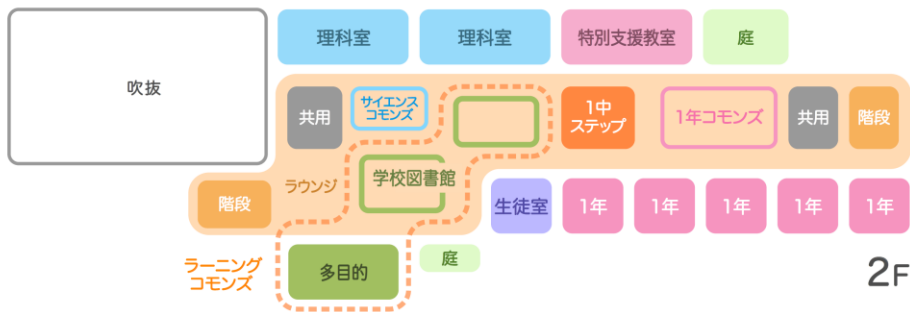 吹抜
理科室
理科室
特別支援教室
庭
共用
サイエンス
コモンズ
1中
ステップ
1年コモンズ
共用
階段
学校図書館
ラウンジ
階段
生徒室
1年
1年
1年
1年
1年
ラーニング
コモンズ
多目的
庭
2F